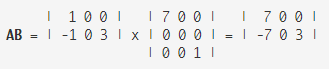 | 1 0 0 | | 7 0 0 | | 7 0 0 |
AB = | -1 0 3 | x | 0 0 0 | = | -7 0 3 |
| 0 0 1 |